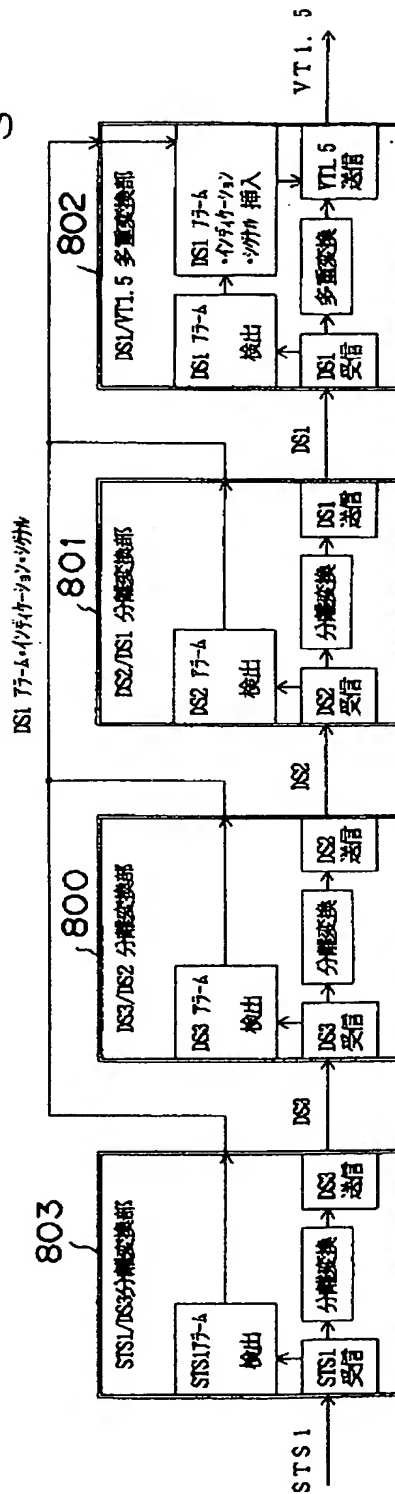 DS1 アラーム・インディケーション・シグナル
803
STS1/DS3分離変換部
STS1アラーム
検出
STS1
受信
分離変換
DS3
送信
STS1
DS3
800
DS3/DS2 分離変換部
DS3 アラーム
検出
DS3
受信
分離変換
DS2
送信
DS2
801
DS2/DS1 分離変換部
DS2 アラーム
検出
DS2
受信
分離変換
DS1
送信
DS1
802
DS1/VT1.5 多重変換部
DS1 アラーム
検出
DS1 アラーム
・インディケーション
・シグナル 挿入
DS1
受信
多重変換
VT1.5
送信
VT1.5